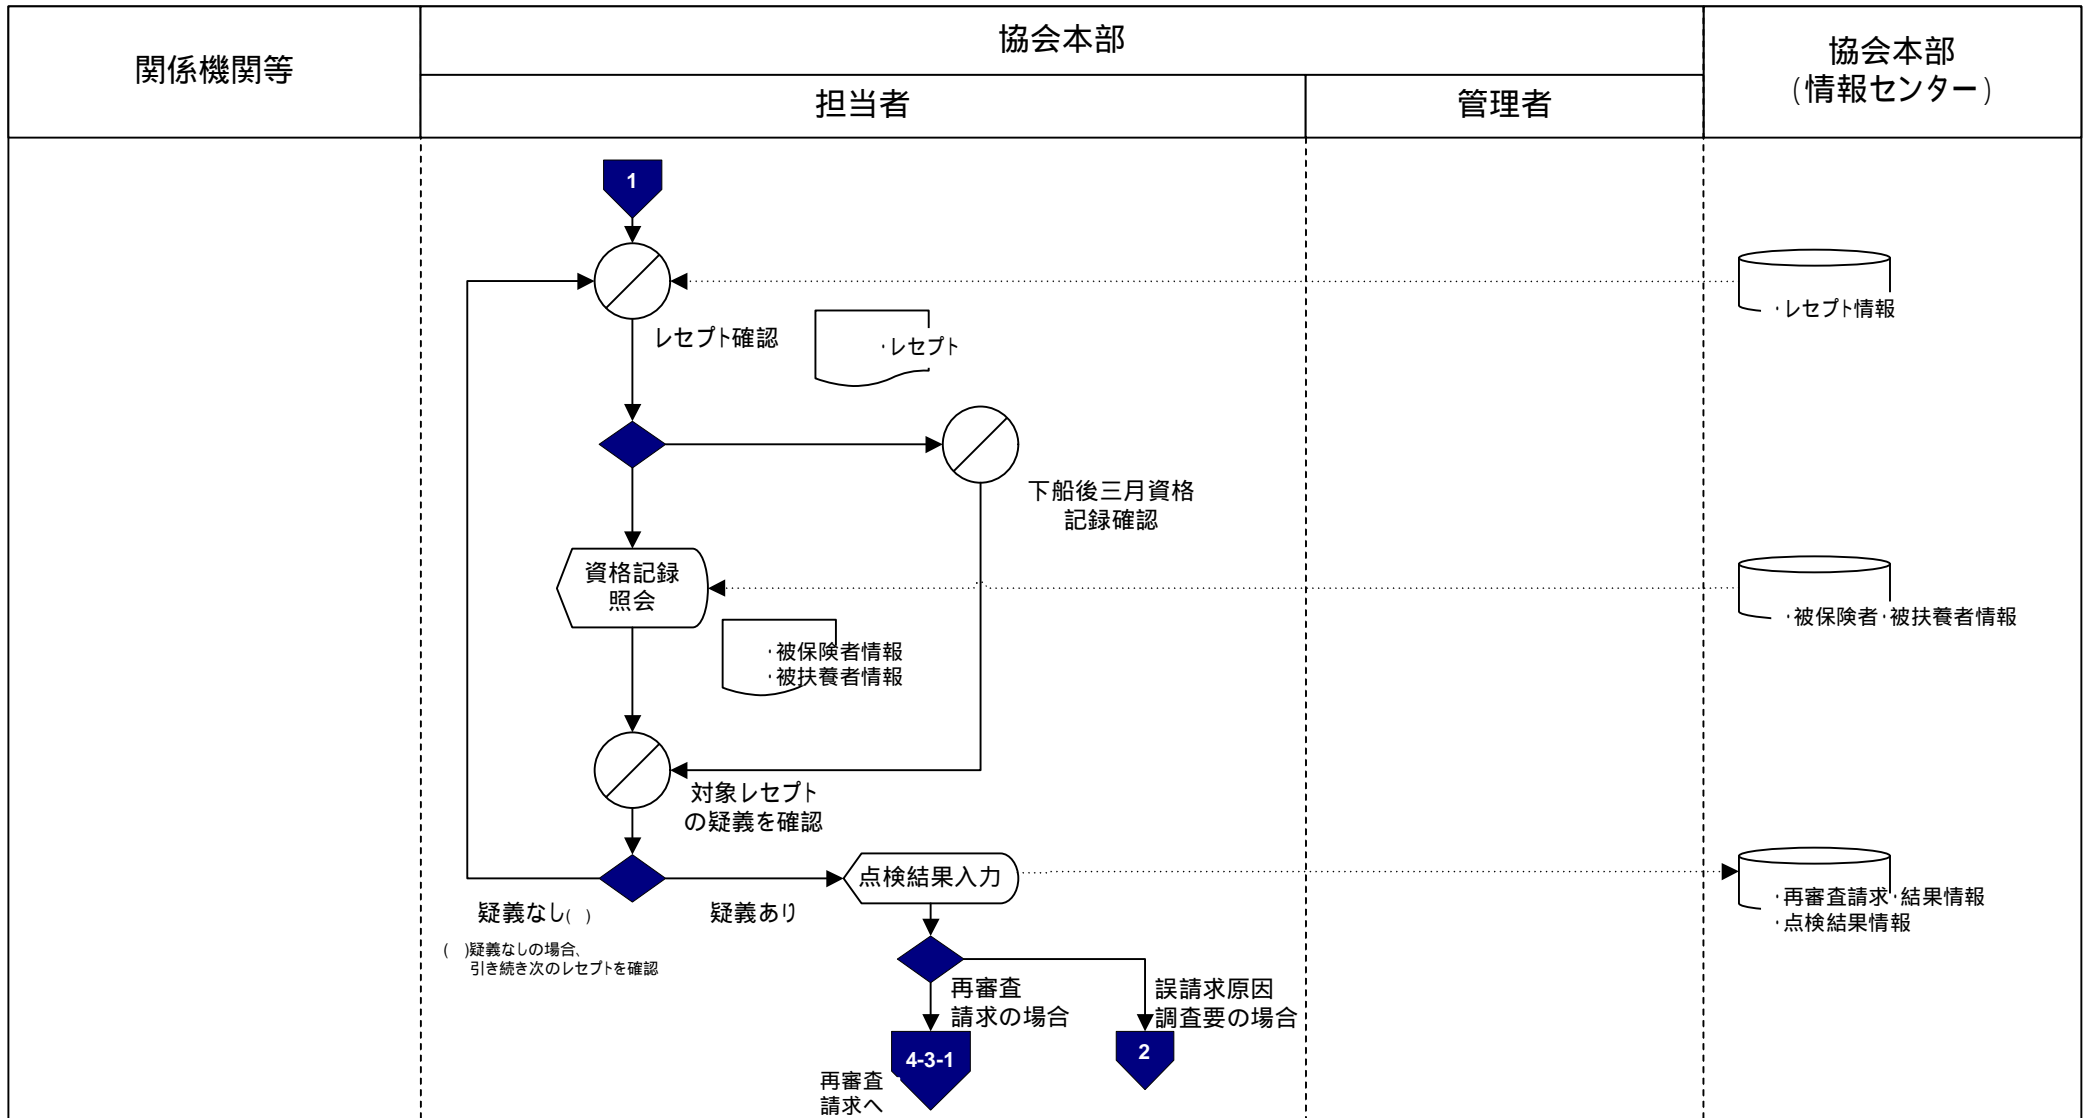 関係機関等
協会本部
担当者
管理者
協会本部
(情報センター)
1
・レセプト情報
レセプト確認
・レセプト
下船後三月資格
記録確認
資格記録
照会
・被保険者・被扶養者情報
・被保険者情報
・被扶養者情報
対象レセプト
の疑義を確認
点検結果入力
・再審査請求・結果情報
・点検結果情報
疑義なし( )
疑義あり
( )疑義なしの場合、
引き続き次のレセプトを確認
再審査
請求の場合
誤請求原因
調査要の場合
4-3-1
2
再審査
請求へ